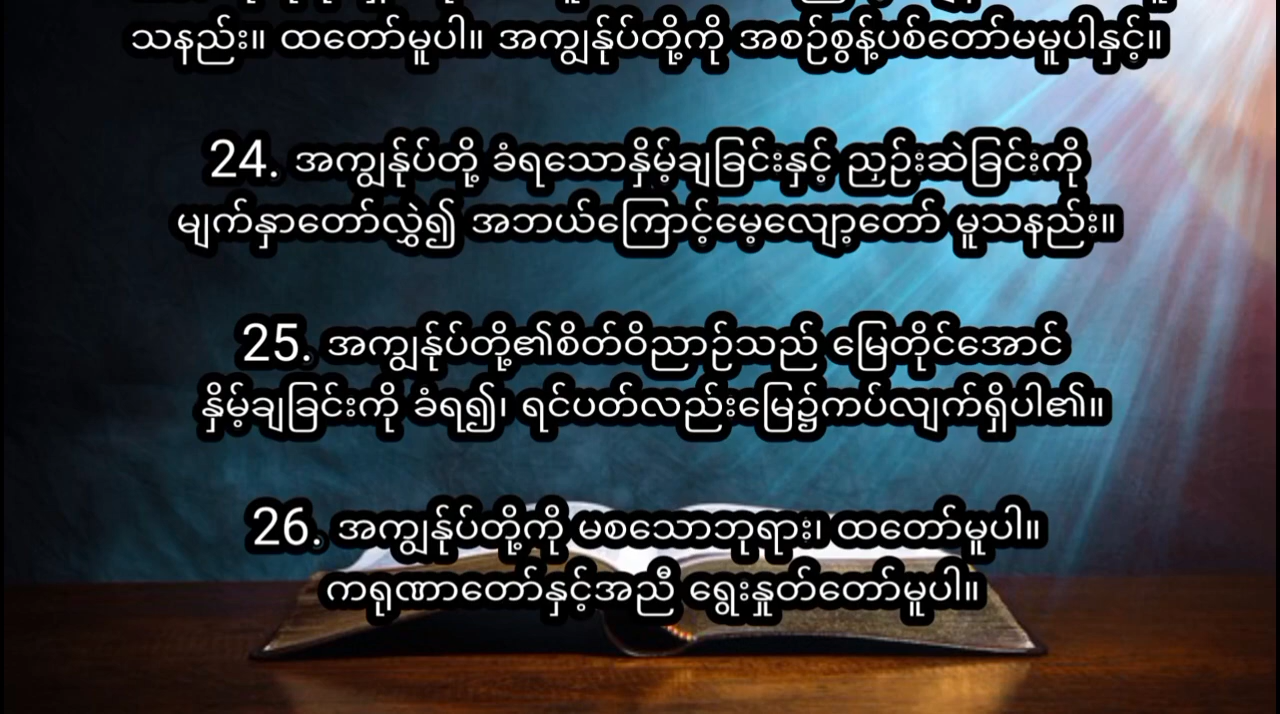 သနည်း။ ထတော်မူပါ။ အကျွန်ုပ်တို့ကို အစဉ်စွန့်ပစ်တော်မမူပါနှင့်။
24. အကျွန်ုပ်တို့ ခံရသောနှိမ့်ချခြင်းနှင့် ညှဉ်းဆဲခြင်းကို
မျက်နှာတော်လွှဲ၍ အဘယ်ကြောင့်မေ့လျော့တော် မူသနည်း။
25. အကျွန်ုပ်တို့၏စိတ်ဝိညာဉ်သည် မြေတိုင်အောင်
နှိမ့်ချခြင်းကို ခံရ၍၊ ရင်ပတ်လည်းမြေ၌ကပ်လျက်ရှိပါ၏။
26. အကျွန်ုပ်တို့ကို မစသောဘုရား၊ ထတော်မူပါ။
ကရုဏာတော်နှင့်အညီ ရွေးနှုတ်တော်မူပါ။